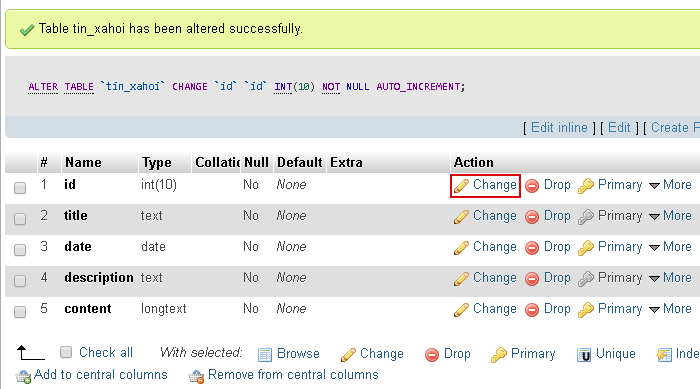 Table tin_xahoi has been altered successfully.
ALTER TABLE `tin_xahoi` CHANGE `id` `id` INT(10) NOT NULL AUTO_INCREMENT;
[ Edit inline ] [ Edit ] [ Create P
# Name Type Collatic Null Default Extra Action
1 id int(10) No None Change Drop Primary More
2 title text No None Change Drop Primary More
3 date date No None Change Drop Primary More
4 description text No None Change Drop Primary More
5 content longtext No None Change Drop Primary More
Check all With selected: Browse Change Drop Primary Unique Inde
Add to central columns Remove from central columns